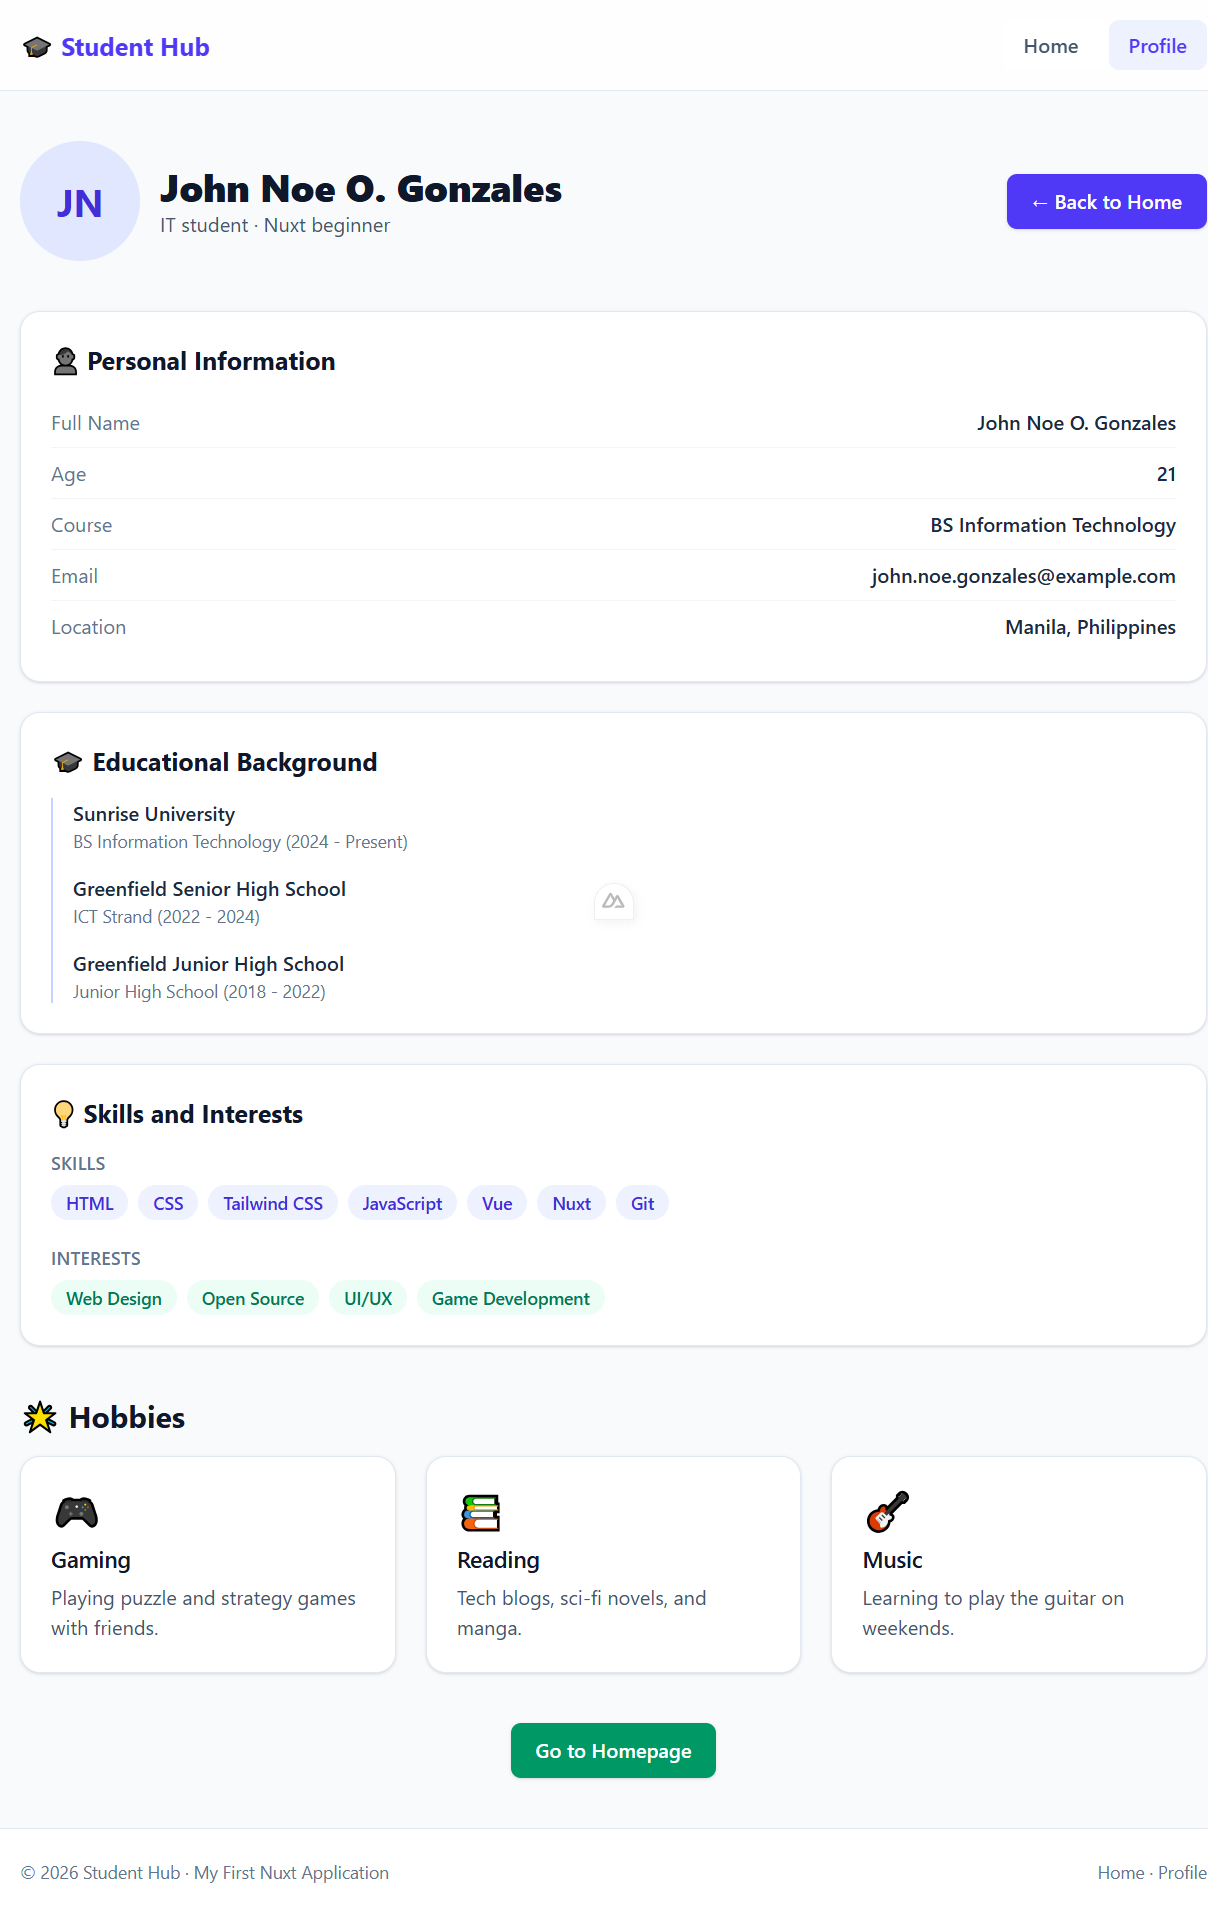 Student Hub
Home
Profile
JN
John Noe O. Gonzales
IT student · Nuxt beginner
← Back to Home
Personal Information
Full Name
John Noe O. Gonzales
Age
21
Course
BS Information Technology
Email
john.noe.gonzales@example.com
Location
Manila, Philippines
Educational Background
Sunrise University
BS Information Technology (2024 - Present)
Greenfield Senior High School
ICT Strand (2022 - 2024)
Greenfield Junior High School
Junior High School (2018 - 2022)
Skills and Interests
SKILLS
HTML
CSS
Tailwind CSS
JavaScript
Vue
Nuxt
Git
INTERESTS
Web Design
Open Source
UI/UX
Game Development
Hobbies
Gaming
Playing puzzle and strategy games
with friends.
Reading
Tech blogs, sci-fi novels, and
manga.
Music
Learning to play the guitar on
weekends.
Go to Homepage
© 2026 Student Hub · My First Nuxt Application
Home · Profile